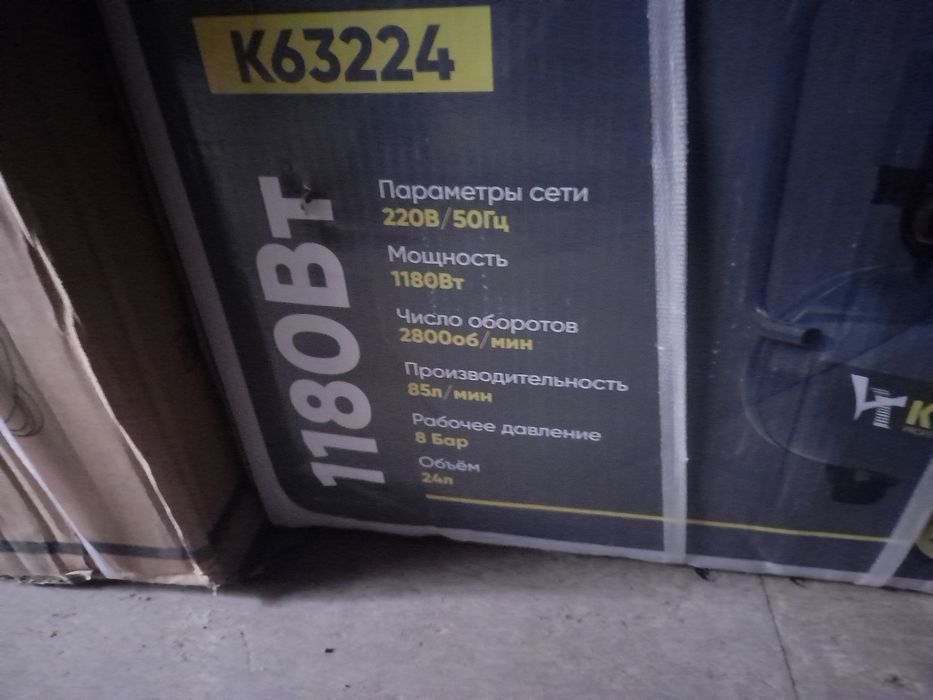 K63224
1180Вт
Параметры сети
220В/50Гц
Мощность
1180Вт
Число оборотов
2800об/мин
Производительность
85л/мин
Рабочее давление
8 Бар
Объём
24л